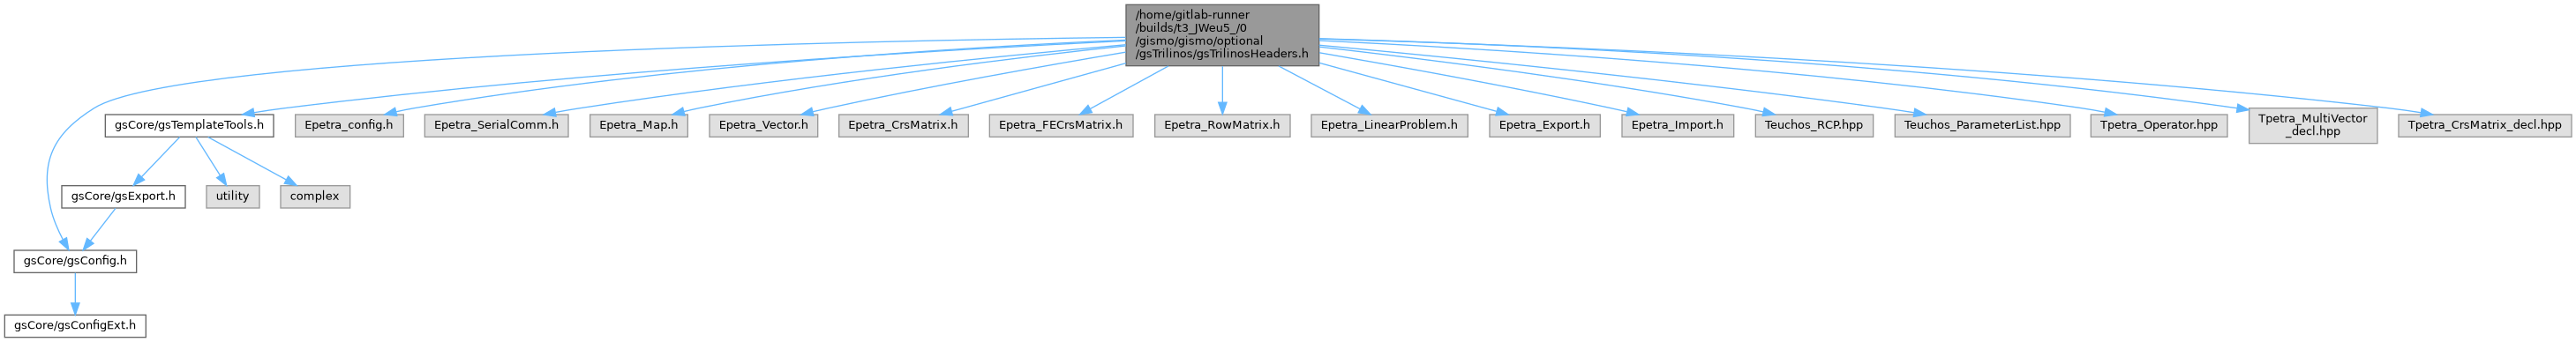 /home/gitlab-runner
/builds/t3_JWeu5_/0
/gismo/gismo/optional
/gsTrilinos/gsTrilinosHeaders.h
gsCore/gsTemplateTools.h
Epetra_config.h
Epetra_SerialComm.h
Epetra_Map.h
Epetra_Vector.h
Epetra_CrsMatrix.h
Epetra_FECrsMatrix.h
Epetra_RowMatrix.h
Epetra_LinearProblem.h
Epetra_Export.h
Epetra_Import.h
Teuchos_RCP.hpp
Teuchos_ParameterList.hpp
Tpetra_Operator.hpp
Tpetra_MultiVector
_decl.hpp
Tpetra_CrsMatrix_decl.hpp
gsCore/gsExport.h
utility
complex
gsCore/gsConfig.h
gsCore/gsConfigExt.h